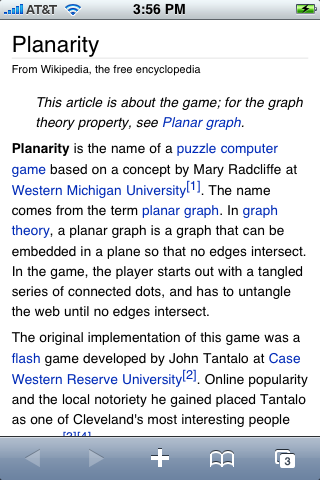 AT&T 3:56 PM
Planarity
From Wikipedia, the free encyclopedia
This article is about the game; for the graph
theory property, see Planar graph.
Planarity is the name of a puzzle computer
game based on a concept by Mary Radcliffe at
Western Michigan University[1]. The name
comes from the term planar graph. In graph
theory, a planar graph is a graph that can be
embedded in a plane so that no edges intersect.
In the game, the player starts out with a tangled
series of connected dots, and has to untangle
the web until no edges intersect.
The original implementation of this game was a
flash game developed by John Tantalo at Case
Western Reserve University[2]. Online popularity
and the local notoriety he gained placed Tantalo
as one of Cleveland's most interesting people
[3][4]
3